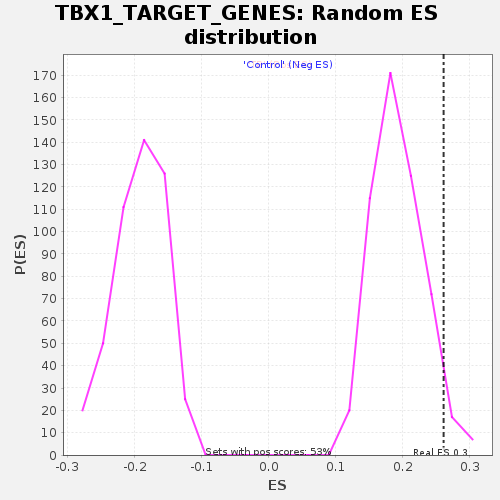 TBX1_TARGET_GENES: Random ES
distribution
'Control' (Neg ES)
170
160
150
140
130
120
110
100
90
80
70
60
50
40
30
20
10
0
P(ES)
Sets with pos scores: 53%
Real ES 0.3
-0.3 -0.2 -0.1 0.0 0.1 0.2 0.3
ES